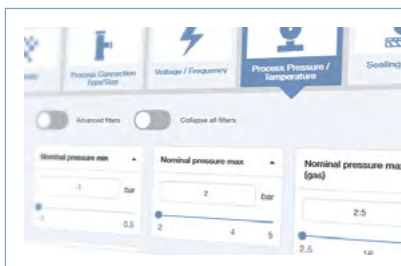 Process Connection
Type/Size
Voltage / Frequency
Process Pressure /
Temperature
Sealing
Advanced filters
Collapse all filters
Nominal pressure min
-1 bar
-1 0.5
Nominal pressure max
2 bar
2 4 5
Nominal pressure max
(gas)
2.5
2.5 16